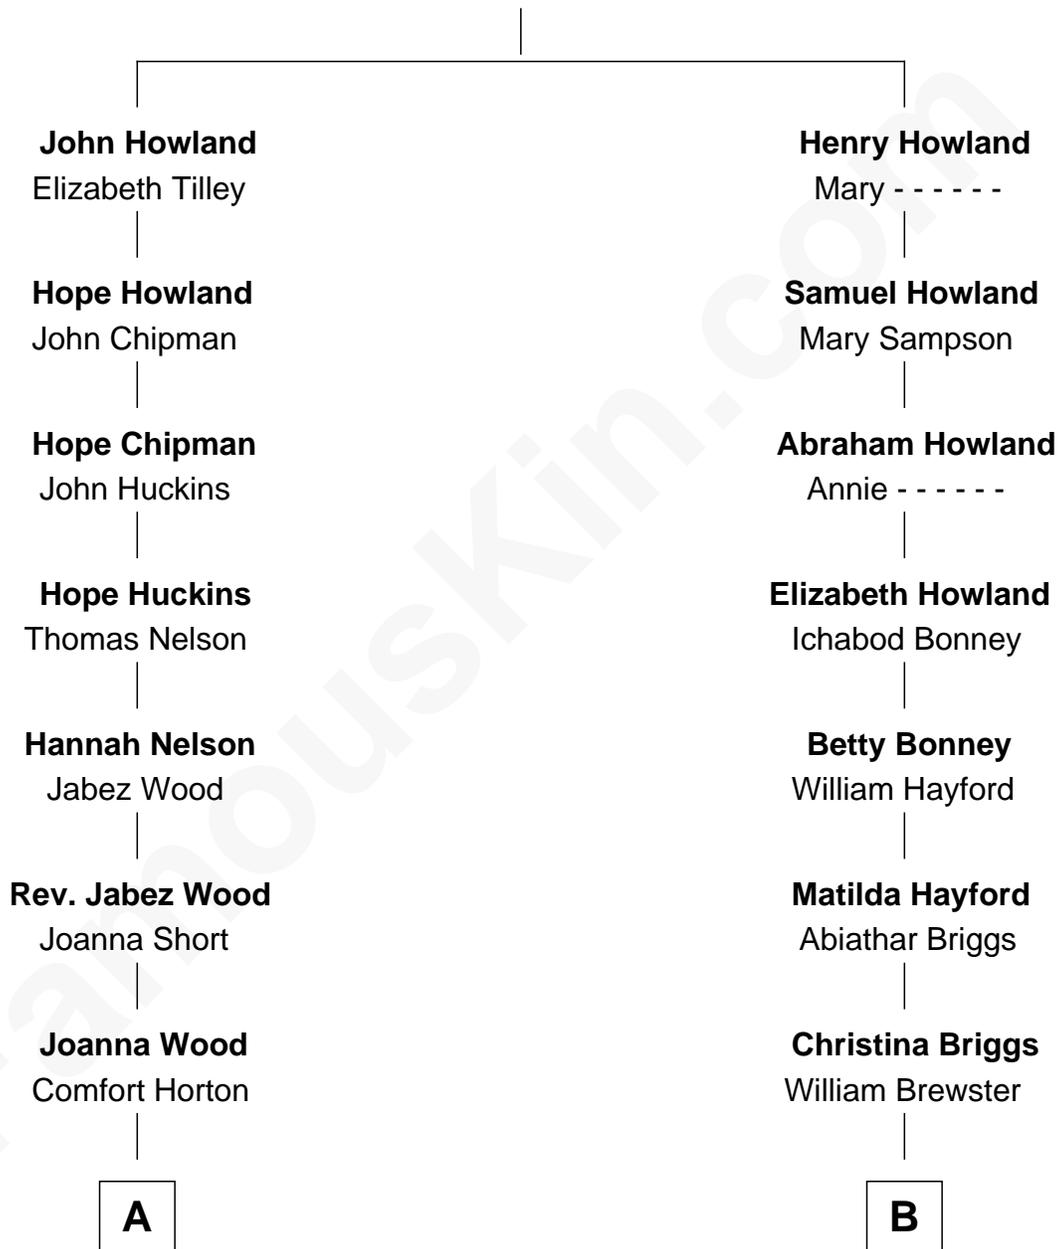 John Howland
Elizabeth Tilley
Hope Howland
John Chipman
Hope Chipman
John Huckins
Hope Huckins
Thomas Nelson
Hannah Nelson
Jabez Wood
Rev. Jabez Wood
Joanna Short
Joanna Wood
Comfort Horton
A
Henry Howland
Mary - - - - - -
Samuel Howland
Mary Sampson
Abraham Howland
Annie - - - - - -
Elizabeth Howland
Ichabod Bonney
Betty Bonney
William Hayford
Matilda Hayford
Abiathar Briggs
Christina Briggs
William Brewster
B
FamousKin.com